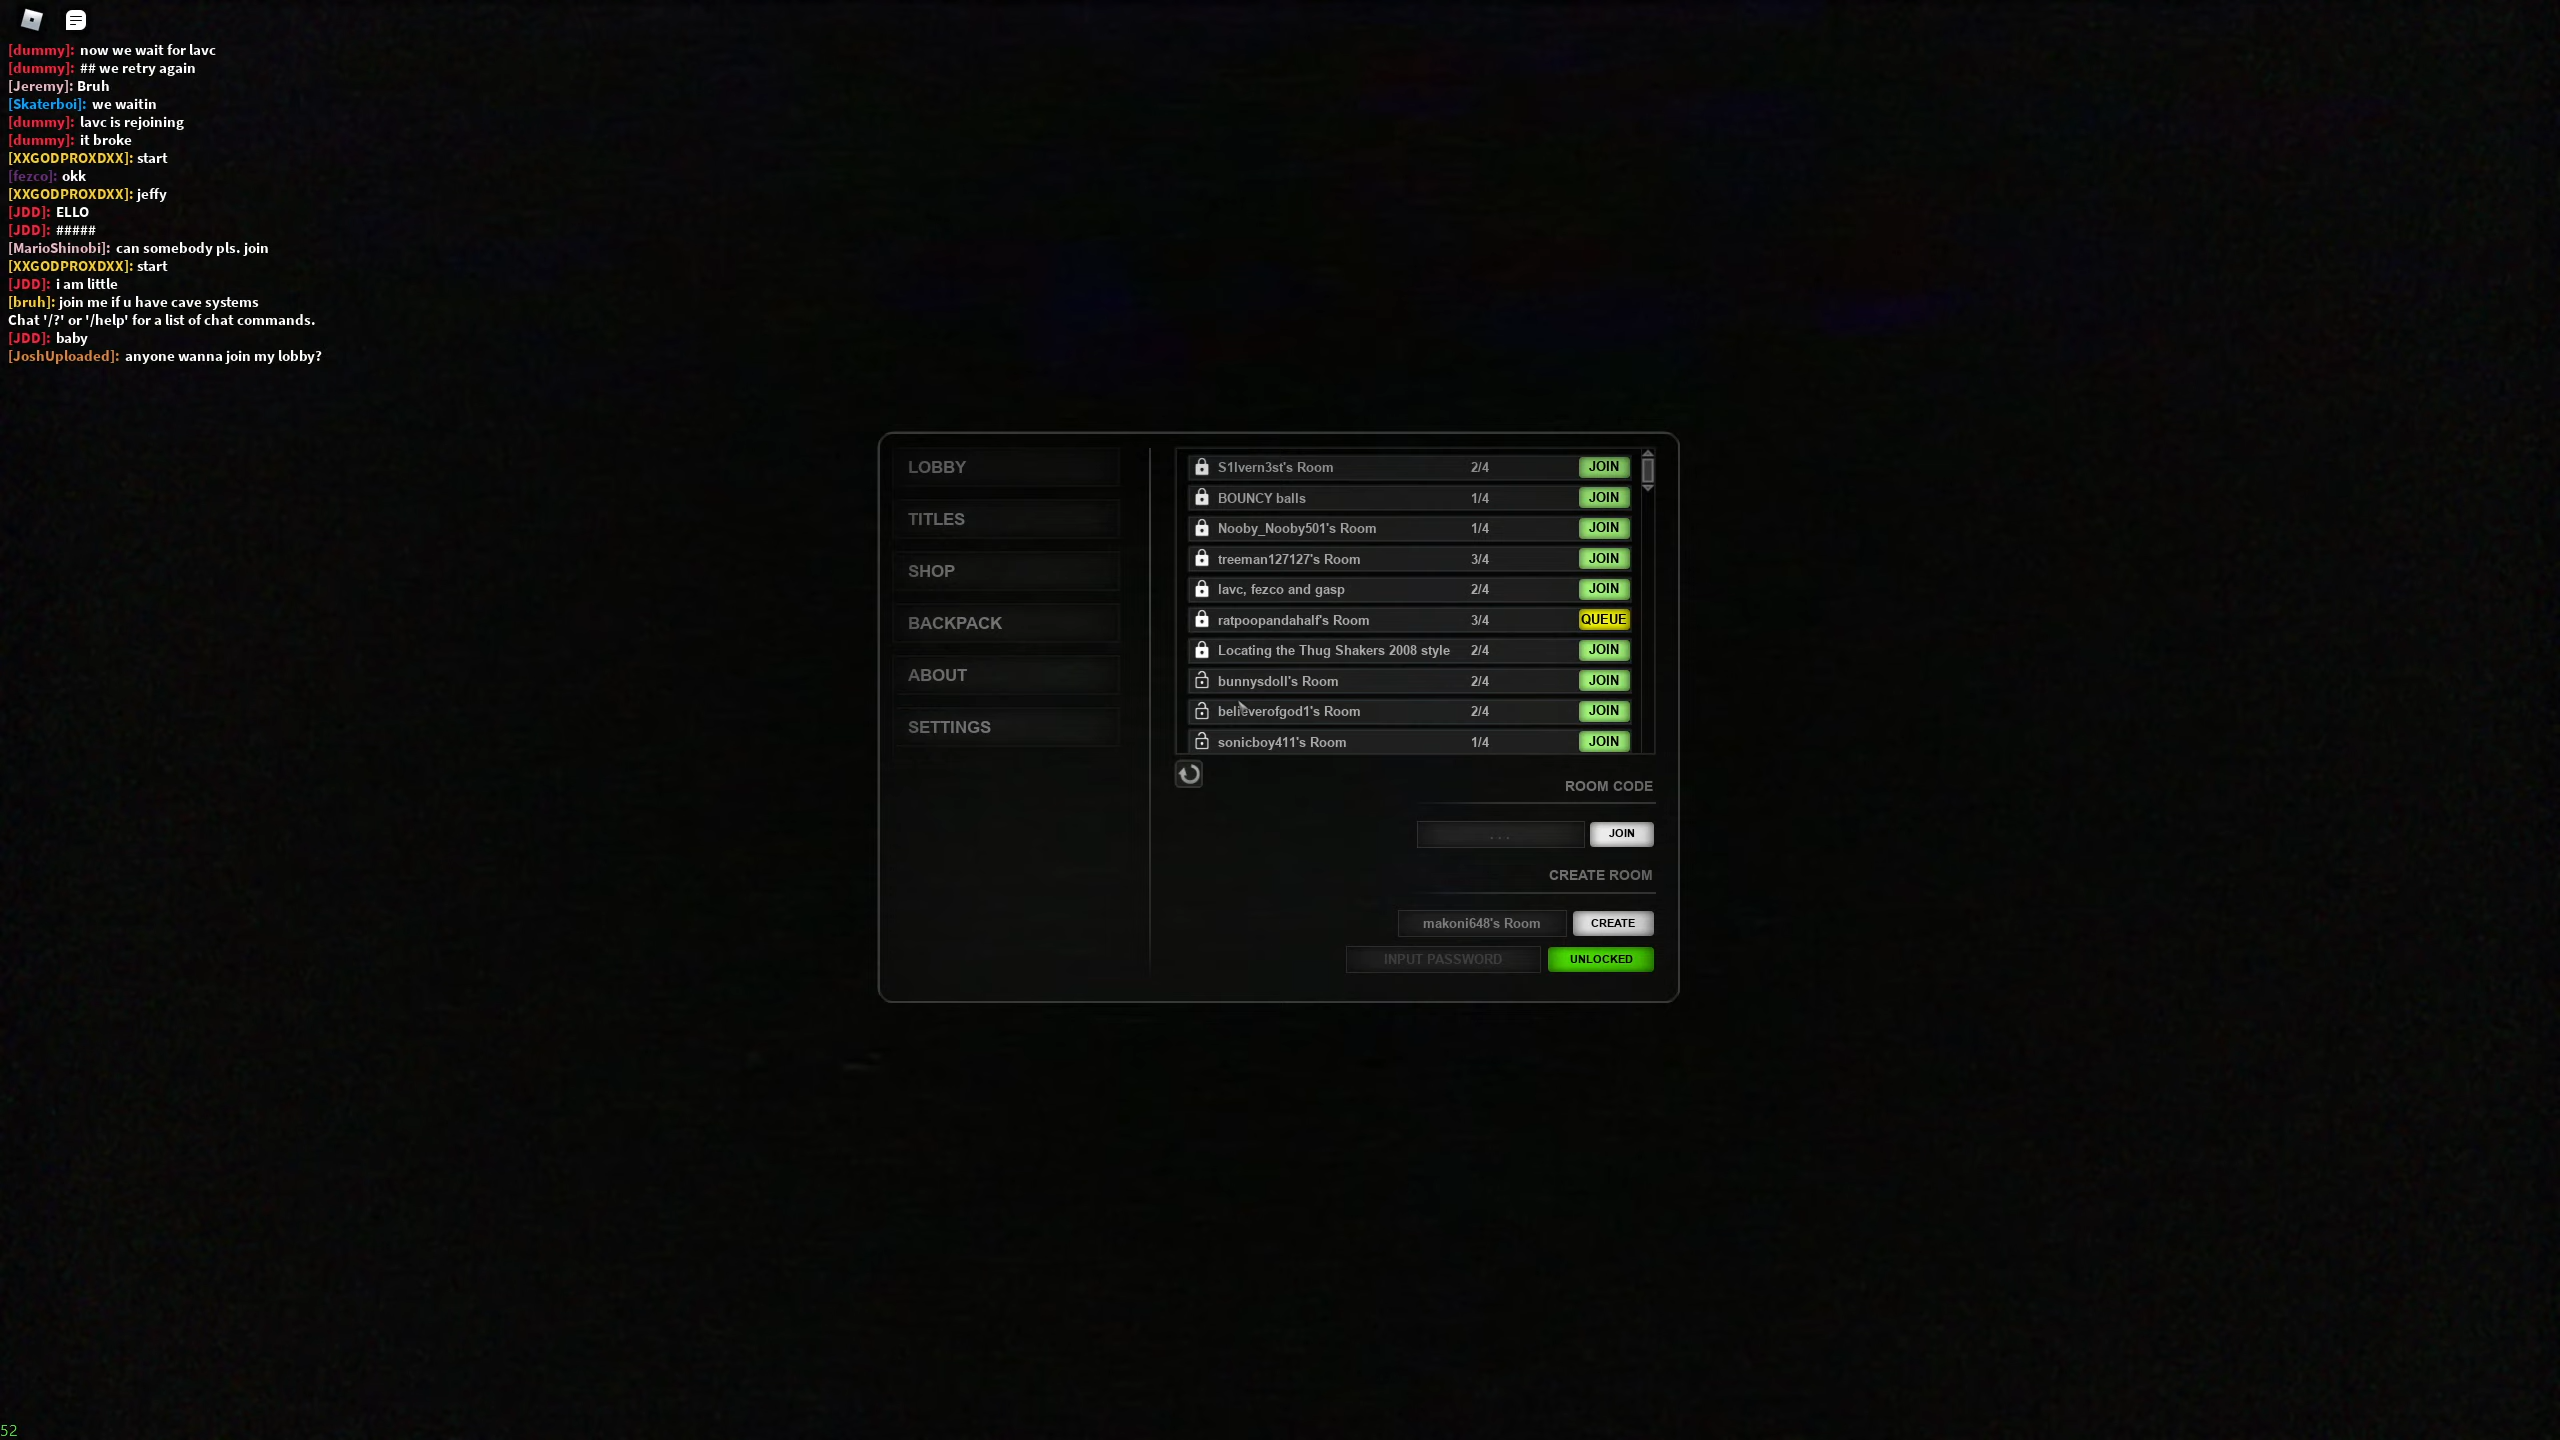 [dummy]: now we wait for lavc
[dummy]: ## we retry again
[Jeremy]: Bruh
[Skaterboi]: we waitin
[dummy]: lavc is rejoining
[dummy]: it broke
[XXGODPROXDXX]: start
[fezco]: okk
[XXGODPROXDXX]: jeffy
[JDD]: ELLO
[JDD]: #####
[MarioShinobi]: can somebody pls. join
[XXGODPROXDXX]: start
[JDD]: i am little
[bruh]: join me if u have cave systems
Chat '/?' or '/help' for a list of chat commands.
[JDD]: baby
[JoshUploaded]: anyone wanna join my lobby?
LOBBY
TITLES
SHOP
BACKPACK
ABOUT
SETTINGS
S1lvern3st's Room 2/4 JOIN
BOUNCY balls 1/4 JOIN
Nooby_Nooby501's Room 1/4 JOIN
treeman127127's Room 3/4 JOIN
lavc, fezco and gasp 2/4 JOIN
ratpoopandahalf's Room 3/4 QUEUE
Locating the Thug Shakers 2008 style 2/4 JOIN
bunnysdoll's Room 2/4 JOIN
believerofgod1's Room 2/4 JOIN
sonicboy411's Room 1/4 JOIN
ROOM CODE
... JOIN
CREATE ROOM
makoni648's Room CREATE
INPUT PASSWORD UNLOCKED
52